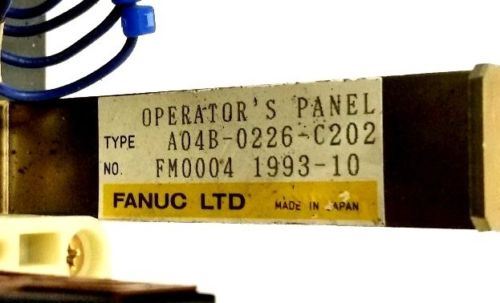 OPERATOR'S PANEL
TYPE A04B-0226-C202
NO. FM0004 1993-10
FANUC LTD MADE IN JAPAN